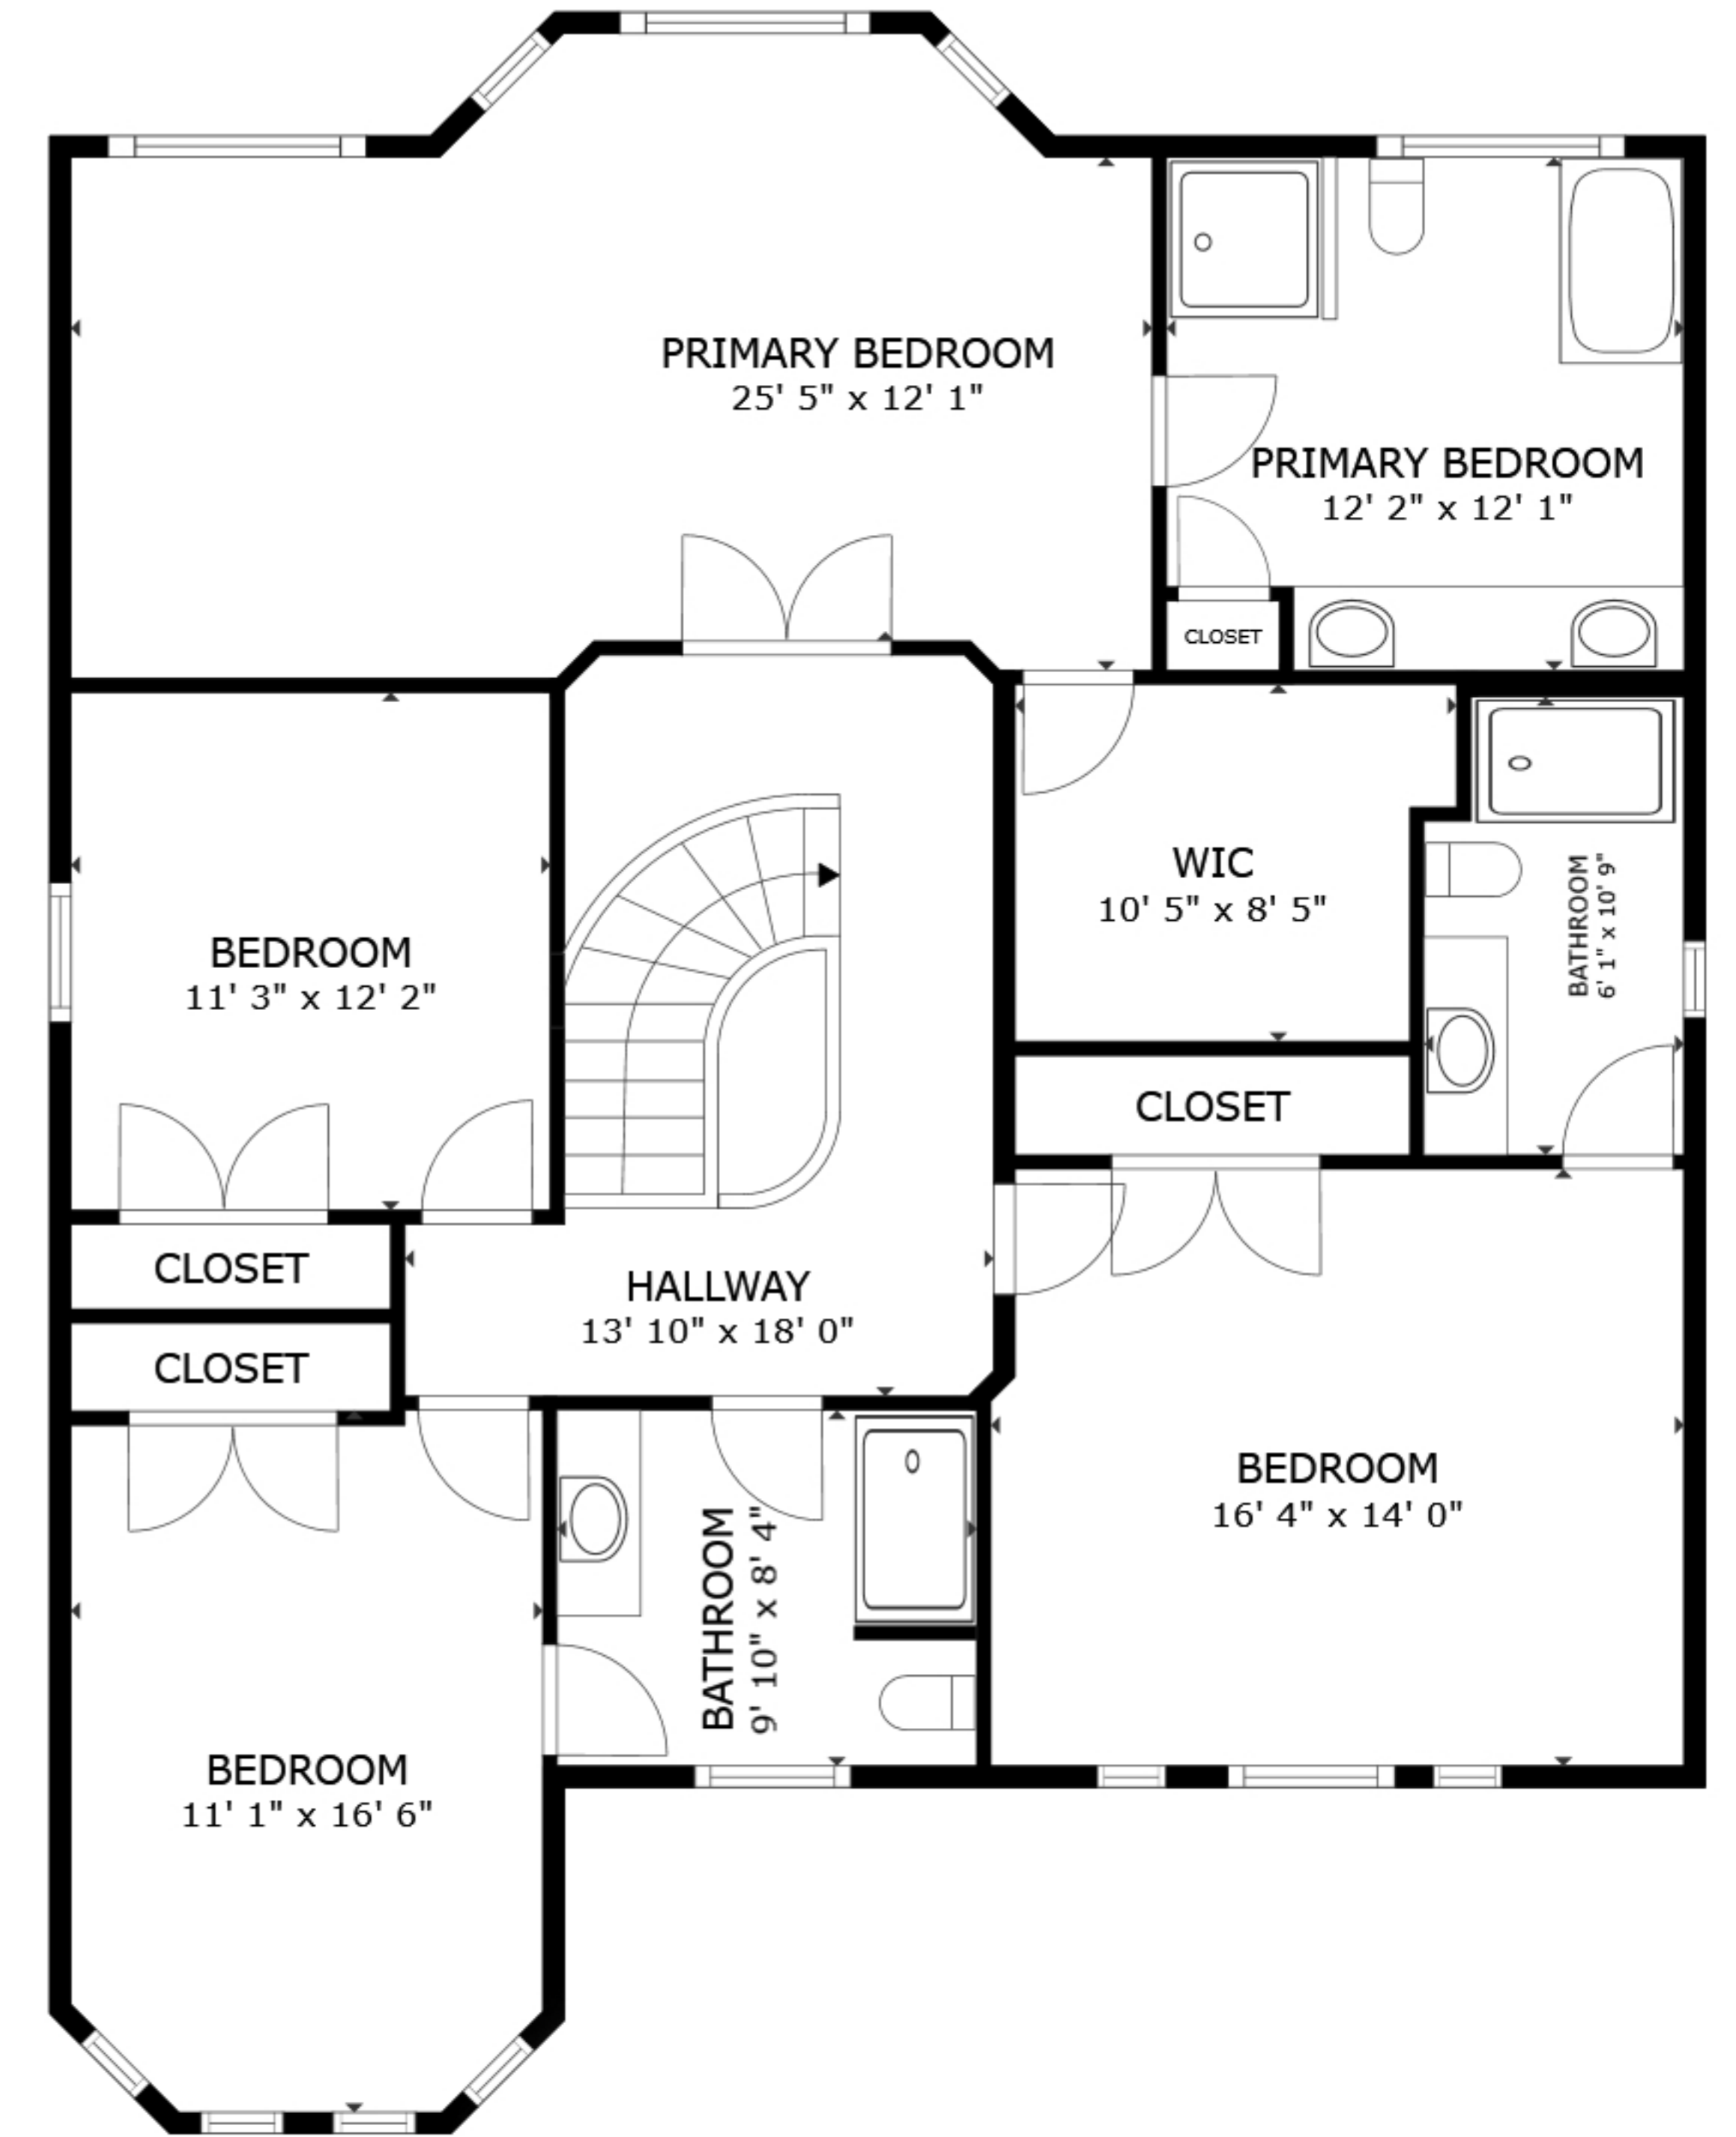 PRIMARY BEDROOM
25' 5" x 12' 1"
PRIMARY BEDROOM
12' 2" x 12' 1"
CLOSET
WIC
10' 5" x 8' 5"
BATHROOM
6' 1" x 10' 9"
BEDROOM
11' 3" x 12' 2"
CLOSET
CLOSET
HALLWAY
13' 10" x 18' 0"
CLOSET
BEDROOM
16' 4" x 14' 0"
BATHROOM
9' 10" x 8' 4"
BEDROOM
11' 1" x 16' 6"